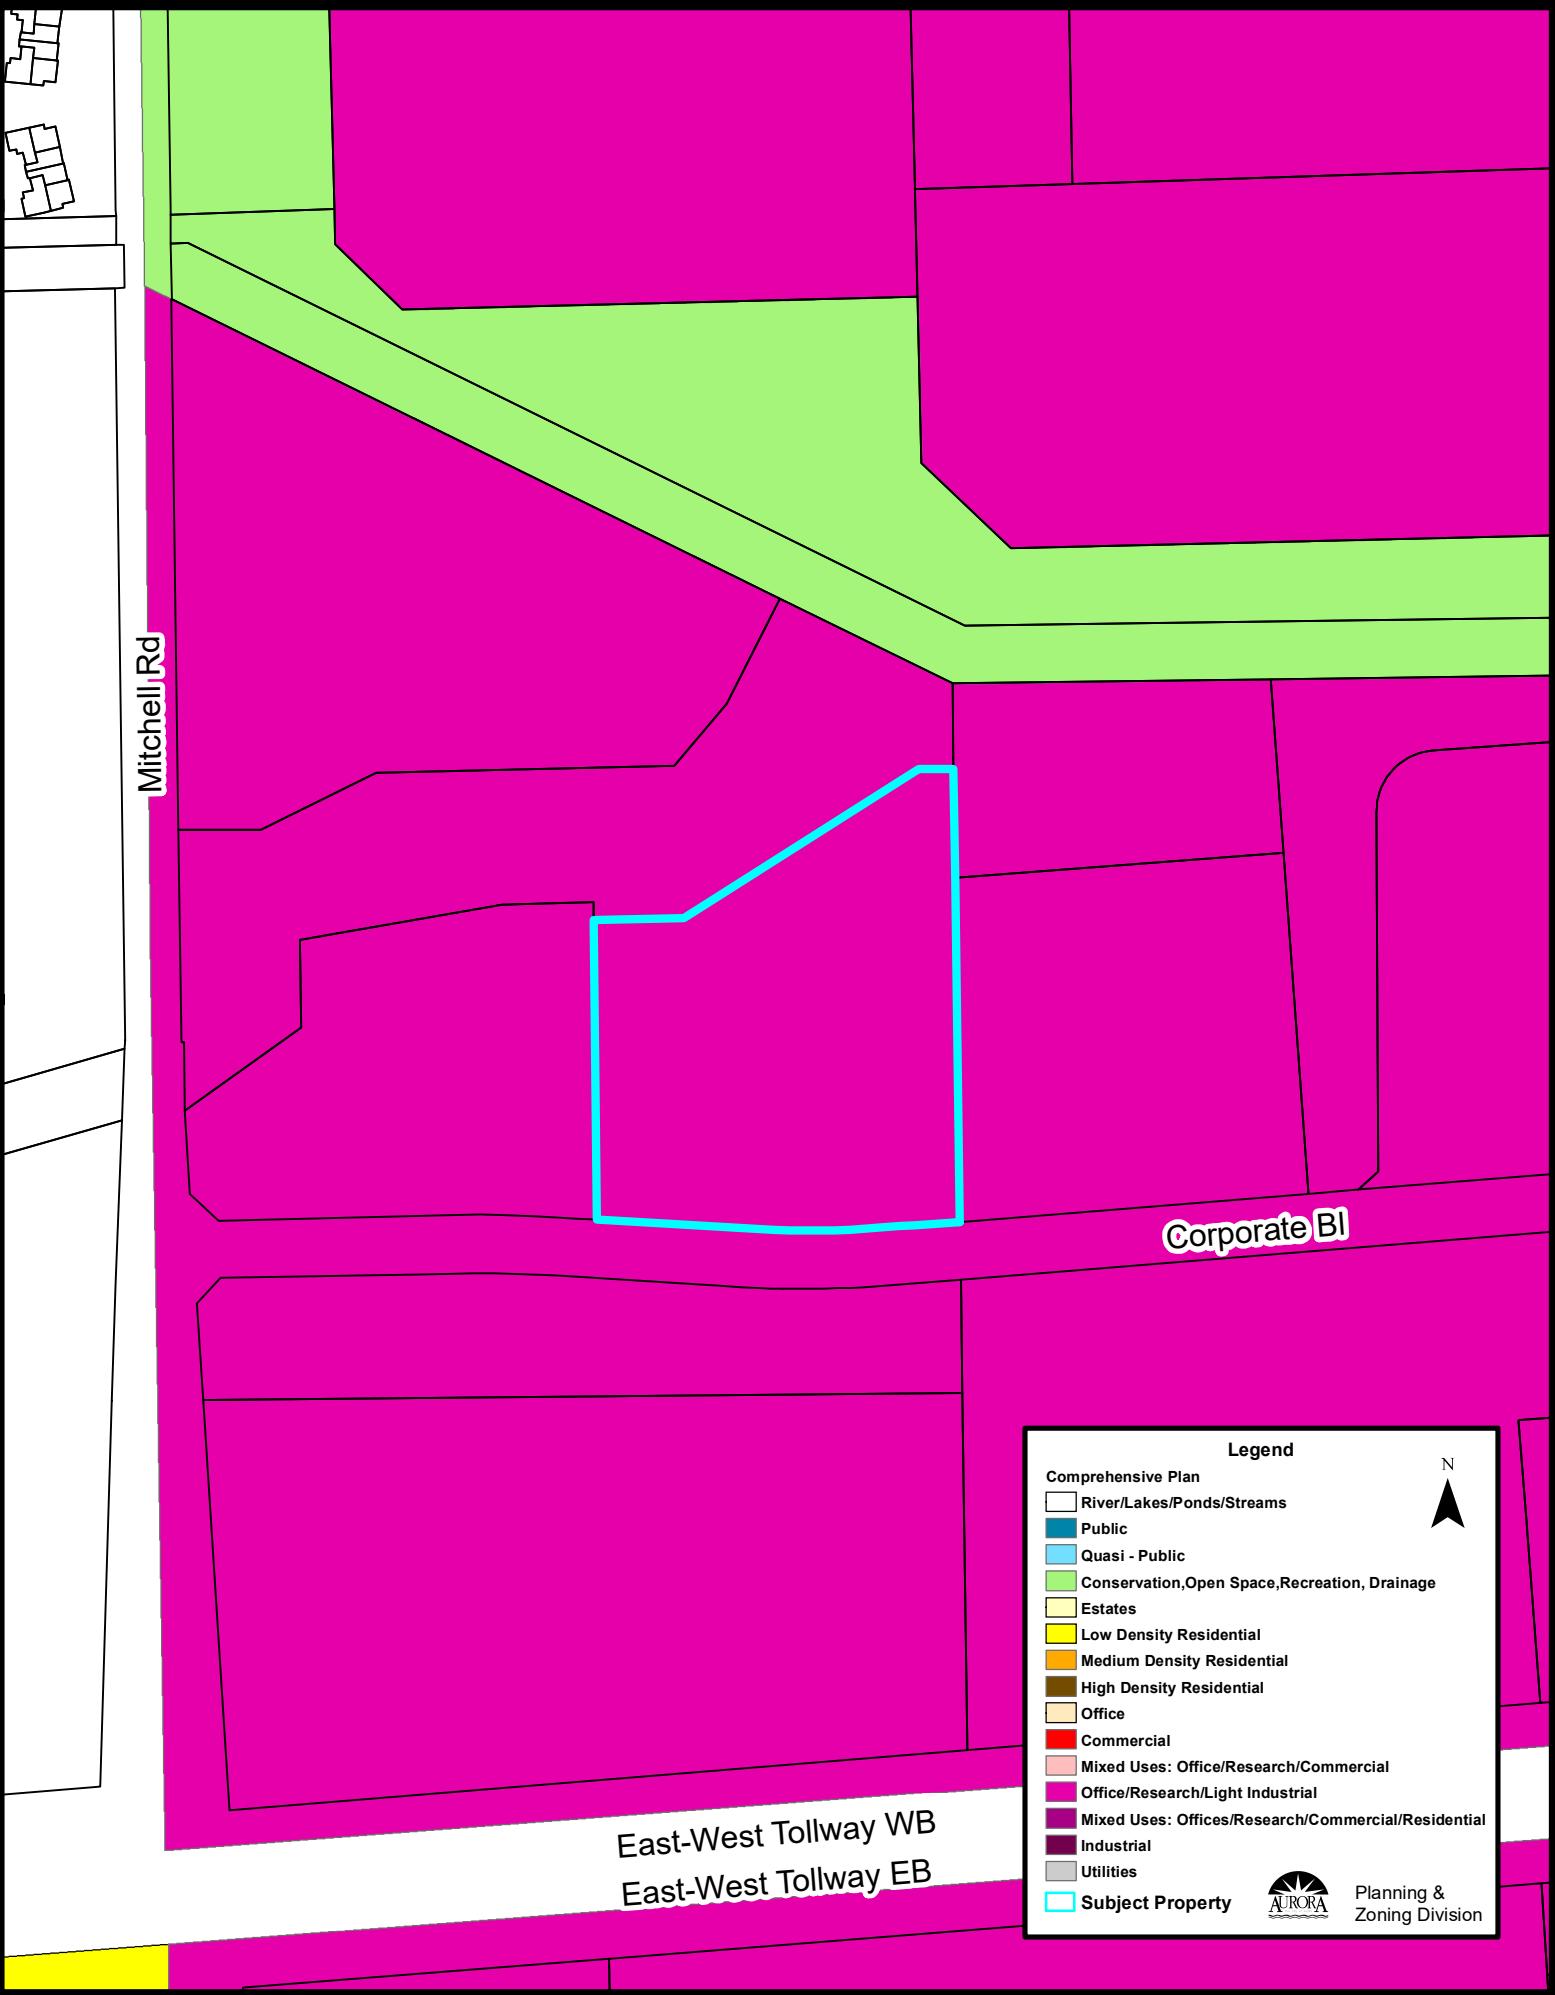 Mitchell Rd
Corporate Bl
East-West Tollway WB
East-West Tollway EB
Legend
N
Comprehensive Plan
River/Lakes/Ponds/Streams
Public
Quasi - Public
Conservation,Open Space,Recreation, Drainage
Estates
Low Density Residential
Medium Density Residential
High Density Residential
Office
Commercial
Mixed Uses: Office/Research/Commercial
Office/Research/Light Industrial
Mixed Uses: Offices/Research/Commercial/Residential
Industrial
Utilities
Subject Property
AURORA
Planning &
Zoning Division